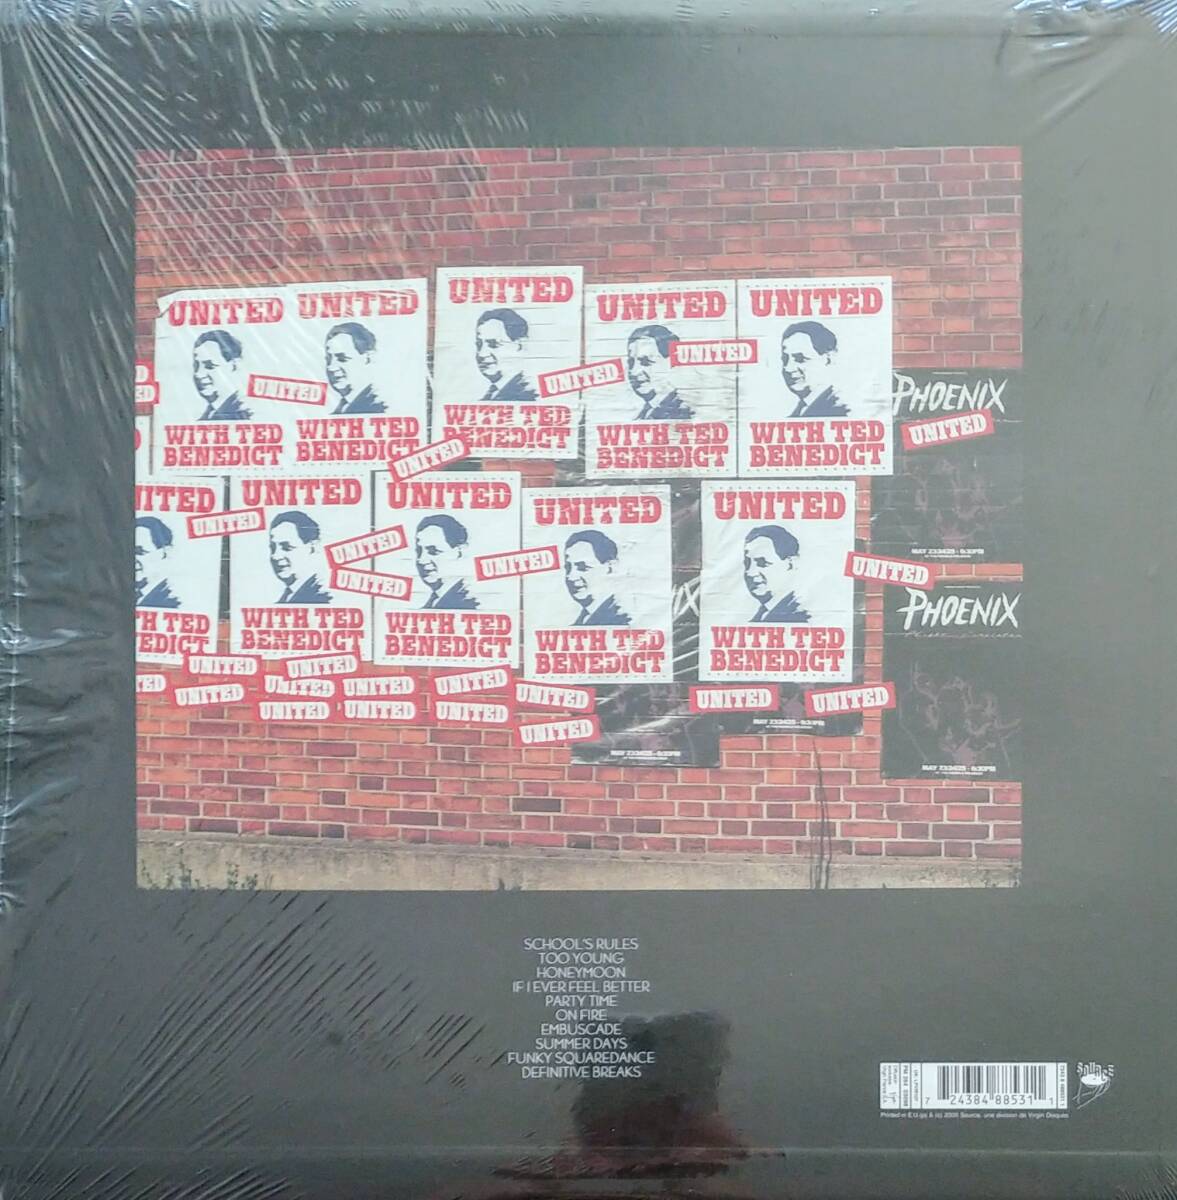 UNITED UNITED
WITH TED
BENEDICT
WITH TED
BENEDICT
UNITED
UNITED
WITH TED
BENEDICT
UNITED
UNITED
WITH TED
BENEDICT
UNITED
UNITED
WITH TED
BENEDICT
PHOENIX
UNITED
UNITED
UNITED
UNITED
H TED
EDICT
UNITED
WITH TED
BENEDICT
UNITED
UNITED
UNITED
WITH TED
BENEDICT
UNITED
UNITED
WITH TED
BENEDICT
UNITED
WITH TED
BENEDICT
UNITED
PHOENIX
UNITED
UNITED
UNITED
UNITED
UNITED
UNITED
UNITED
UNITED
UNITED
UNITED
UNITED
UNITED
UNITED
SCHOOL'S RULES
TOO YOUNG
HONEYMOON
IF I EVER FEEL BETTER
PARTY TIME
ON FIRE
EMBUSCADE
SUMMER DAYS
FUNKY SQUAREDANCE
DEFINITIVE BREAKS
7 24384 88531 1
SOURCE